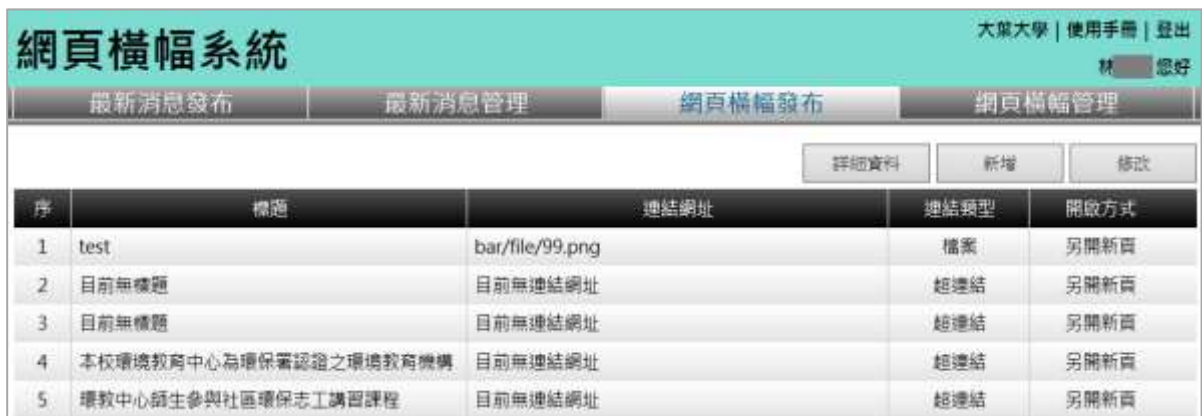 網頁橫幅系統
大葉大學 | 使用手冊 | 登出
林 您好
最新消息發布 最新消息管理 網頁橫幅發布 網頁橫幅管理
詳細資料 新增 修改
序 標題 連結網址 連結類型 開啟方式
1 test bar/file/99.png 檔案 另開新頁
2 目前無標題 目前無連結網址 超連結 另開新頁
3 目前無標題 目前無連結網址 超連結 另開新頁
4 本校環境教育中心為環保署認證之環境教育機構 目前無連結網址 超連結 另開新頁
5 環教中心師生參與社區環保志工講習課程 目前無連結網址 超連結 另開新頁